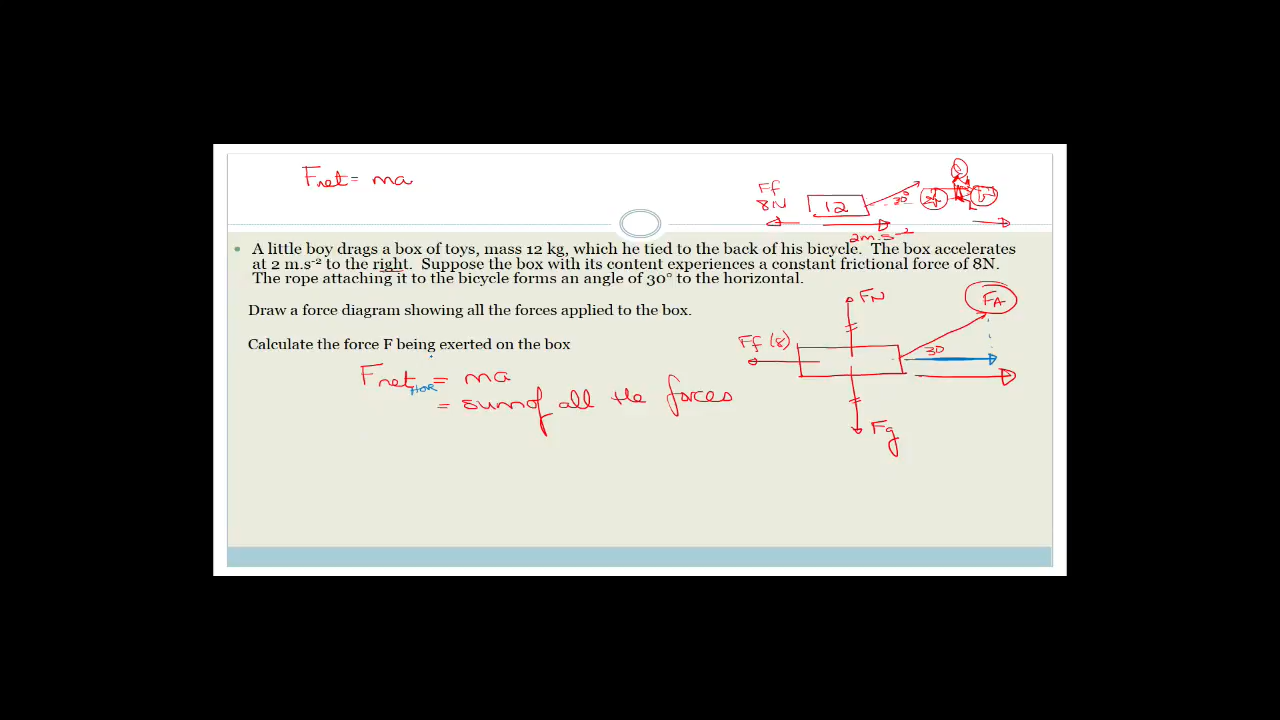 Fnet = ma
Ff
8N
12
30°
2m.s⁻²
A little boy drags a box of toys, mass 12 kg, which he tied to the back of his bicycle. The box accelerates
at 2 m.s⁻² to the right. Suppose the box with its content experiences a constant frictional force of 8N.
The rope attaching it to the bicycle forms an angle of 30° to the horizontal.
Draw a force diagram showing all the forces applied to the box.
Calculate the force F being exerted on the box
FN
FA
Ff (8)
30
Fg
Fnet HOR = ma
= sum of all the forces